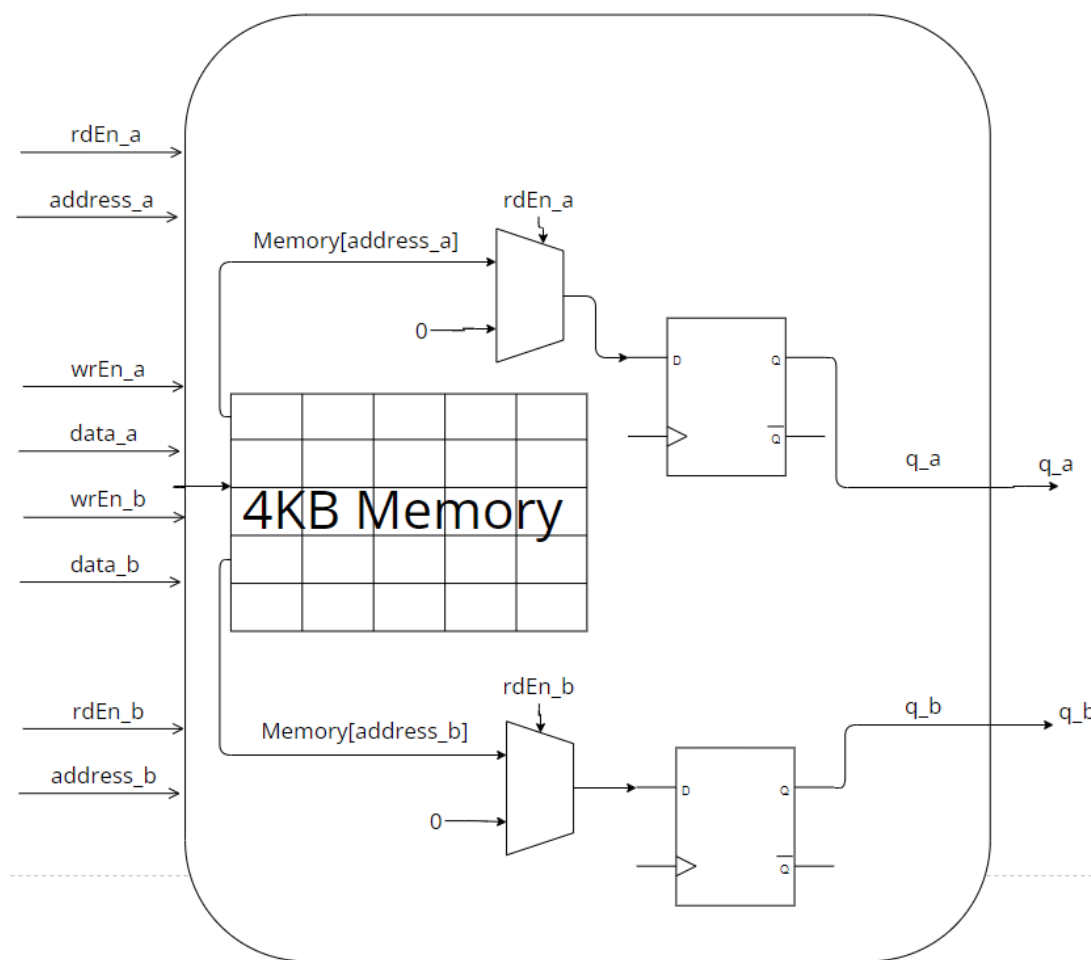 rdEn_a
address_a
rdEn_a
Memory[address_a]
0
D
Q
Q
wrEn_a
data_a
wrEn_b
data_b
4KB Memory
q_a
q_a
rdEn_b
rdEn_b
Memory[address_b]
q_b
q_b
address_b
0
D
Q
Q